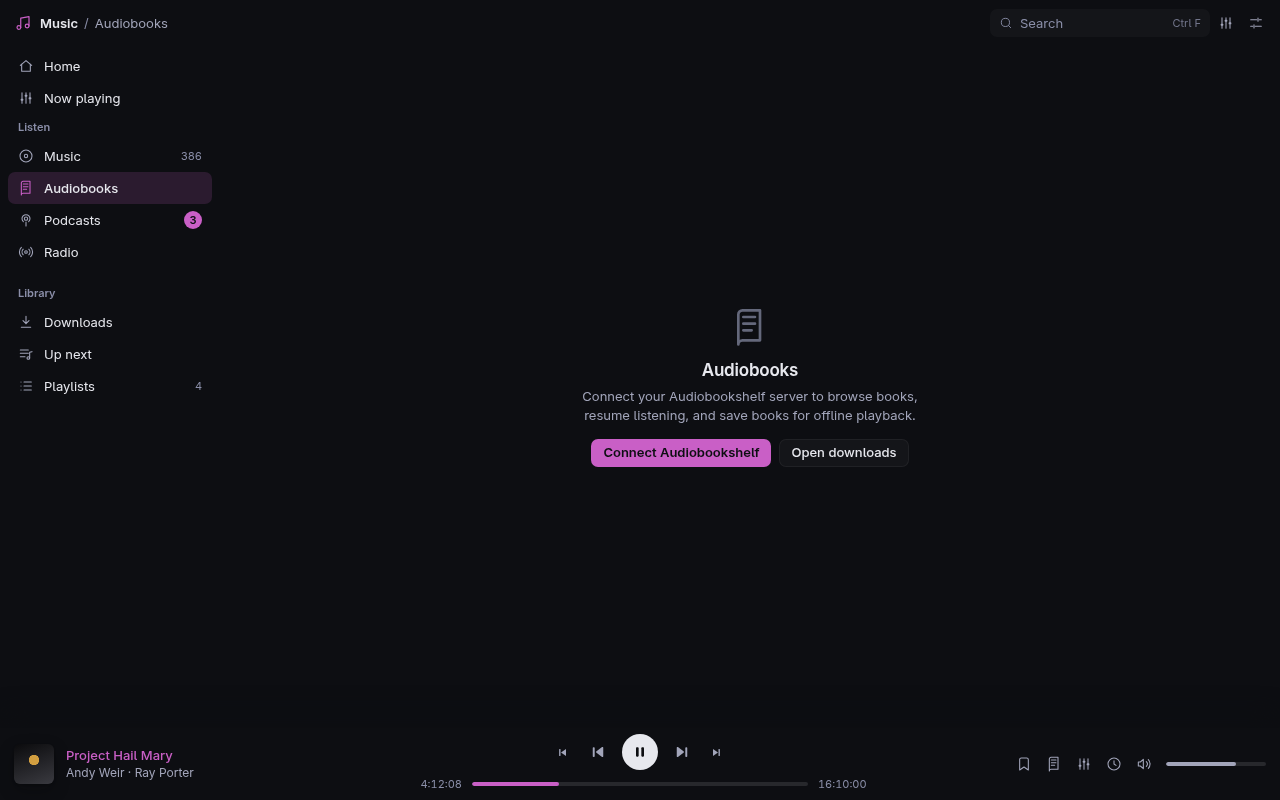 Music / Audiobooks
Search
Ctrl F
Home
Now playing
Listen
Music 386
Audiobooks
Podcasts 3
Radio
Library
Downloads
Up next
Playlists 4
Audiobooks
Connect your Audiobookshelf server to browse books,
resume listening, and save books for offline playback.
Connect Audiobookshelf
Open downloads
Project Hail Mary
Andy Weir · Ray Porter
4:12:08
16:10:00